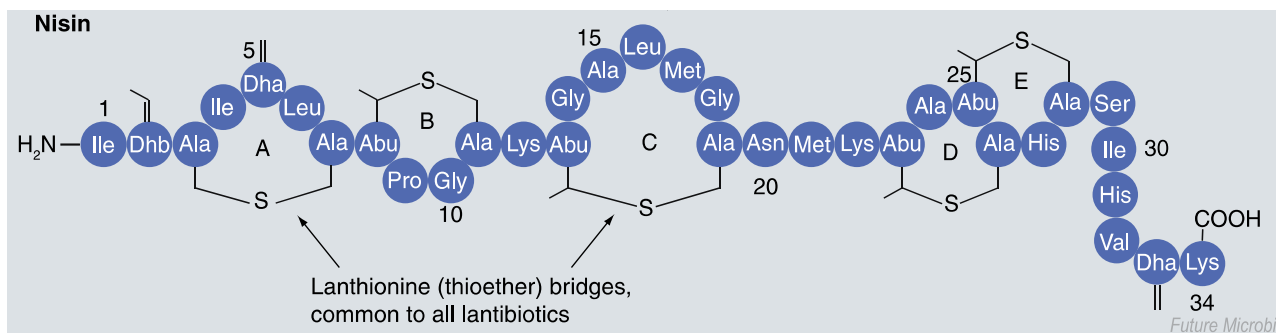 Nisin
H₂N
1
Ile
Dhb
Ala
Ile
5
Dha
Leu
Ala
A
S
Abu
Pro
Gly
10
Ala
B
S
Lys
Abu
Gly
15
Ala
Leu
Met
Gly
Ala
C
S
Asn
20
Met
Lys
Abu
Ala
25
Abu
Ala
D
S
His
Ala
E
S
Ser
Ile
30
His
Val
Dha
Lys
34
COOH
Lanthionine (thioether) bridges,
common to all lantibiotics